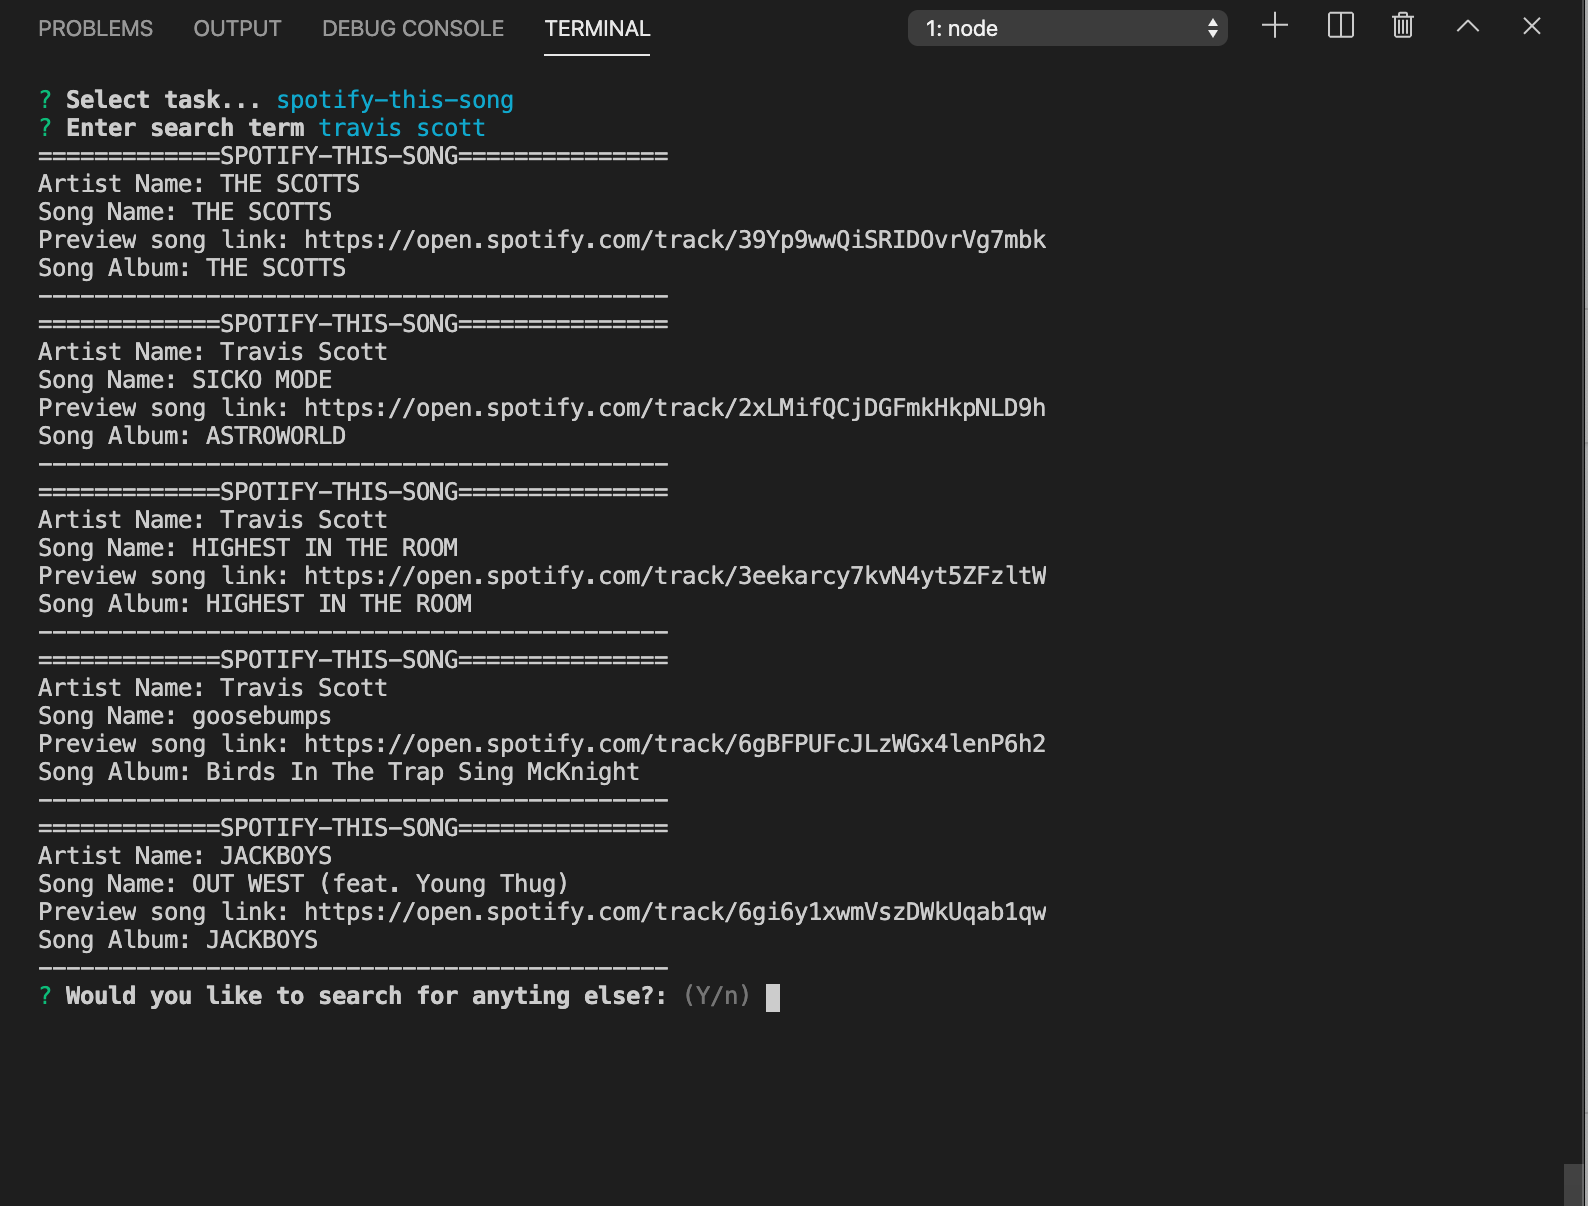 PROBLEMS OUTPUT DEBUG CONSOLE TERMINAL 1: node
? Select task... spotify-this-song
? Enter search term travis scott
=============SPOTIFY-THIS-SONG===============
Artist Name: THE SCOTTS
Song Name: THE SCOTTS
Preview song link: https://open.spotify.com/track/39Yp9wwQiSRIDOvrVg7mbk
Song Album: THE SCOTTS
---------------------------------------------
=============SPOTIFY-THIS-SONG===============
Artist Name: Travis Scott
Song Name: SICKO MODE
Preview song link: https://open.spotify.com/track/2xLMifQCjDGFmkHkpNLD9h
Song Album: ASTROWORLD
---------------------------------------------
=============SPOTIFY-THIS-SONG===============
Artist Name: Travis Scott
Song Name: HIGHEST IN THE ROOM
Preview song link: https://open.spotify.com/track/3eekarcy7kvN4yt5ZFzltW
Song Album: HIGHEST IN THE ROOM
---------------------------------------------
=============SPOTIFY-THIS-SONG===============
Artist Name: Travis Scott
Song Name: goosebumps
Preview song link: https://open.spotify.com/track/6gBFPUFcJLzWGx4lenP6h2
Song Album: Birds In The Trap Sing McKnight
---------------------------------------------
=============SPOTIFY-THIS-SONG===============
Artist Name: JACKBOYS
Song Name: OUT WEST (feat. Young Thug)
Preview song link: https://open.spotify.com/track/6gi6y1xwmVszDWkUqab1qw
Song Album: JACKBOYS
---------------------------------------------
? Would you like to search for anyting else?: (Y/n)